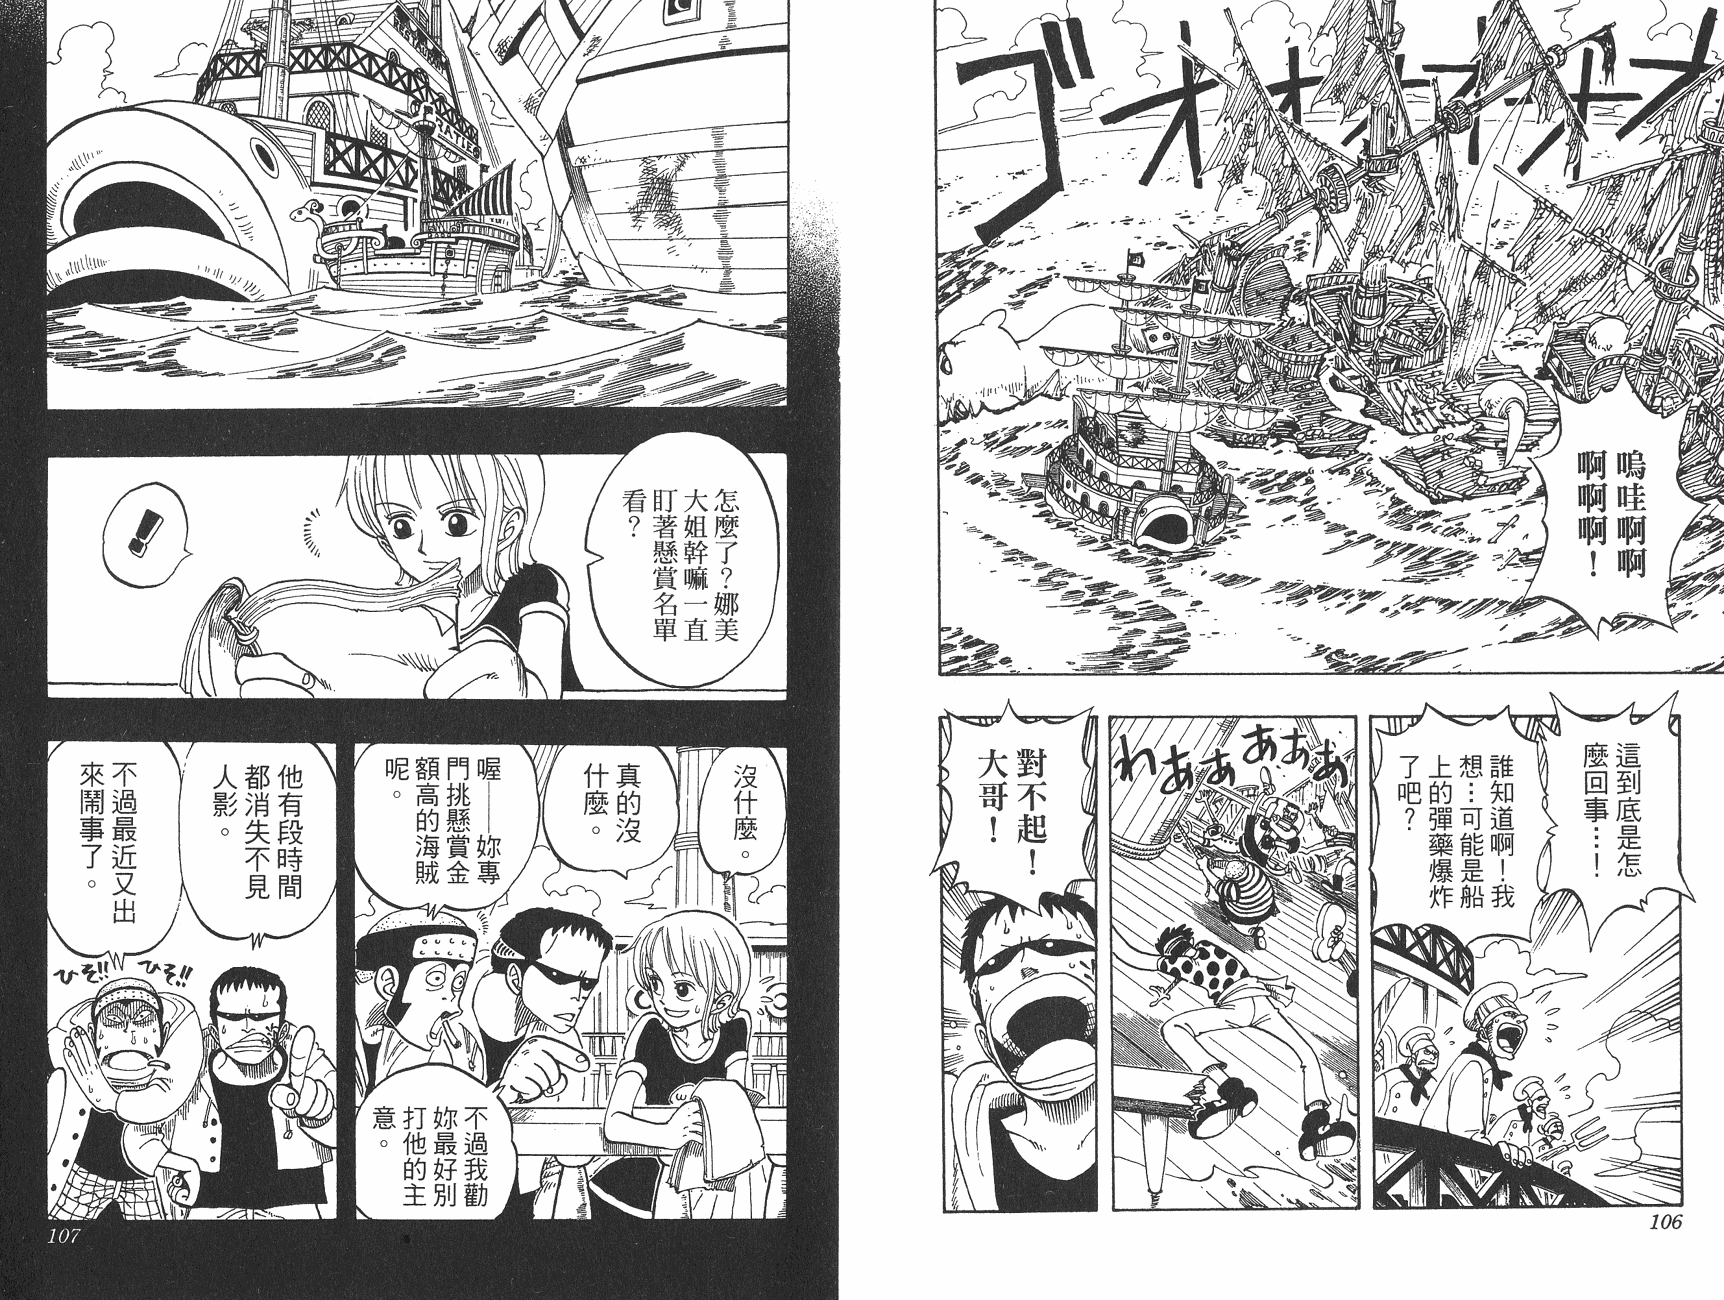 ゴオオオオオ
嗚哇啊啊
啊啊啊！
這到底是怎
麼回事…！
誰知道啊！我
想…可能是船
上的彈藥爆炸
了吧？
わああああああ
對不起！
大哥！
106
怎麼了？娜美
大姐幹嘛一直
盯著懸賞名單
看？
！
沒什麼。
真的沒
什麼。
喔——妳專
門挑懸賞金
額高的海賊
呢。
不過我勸
妳最好別
打他的主
意。
他有段時間
都消失不見
人影。
不過最近又出
來鬧事了。
ひそ!!
ひそ!!
107